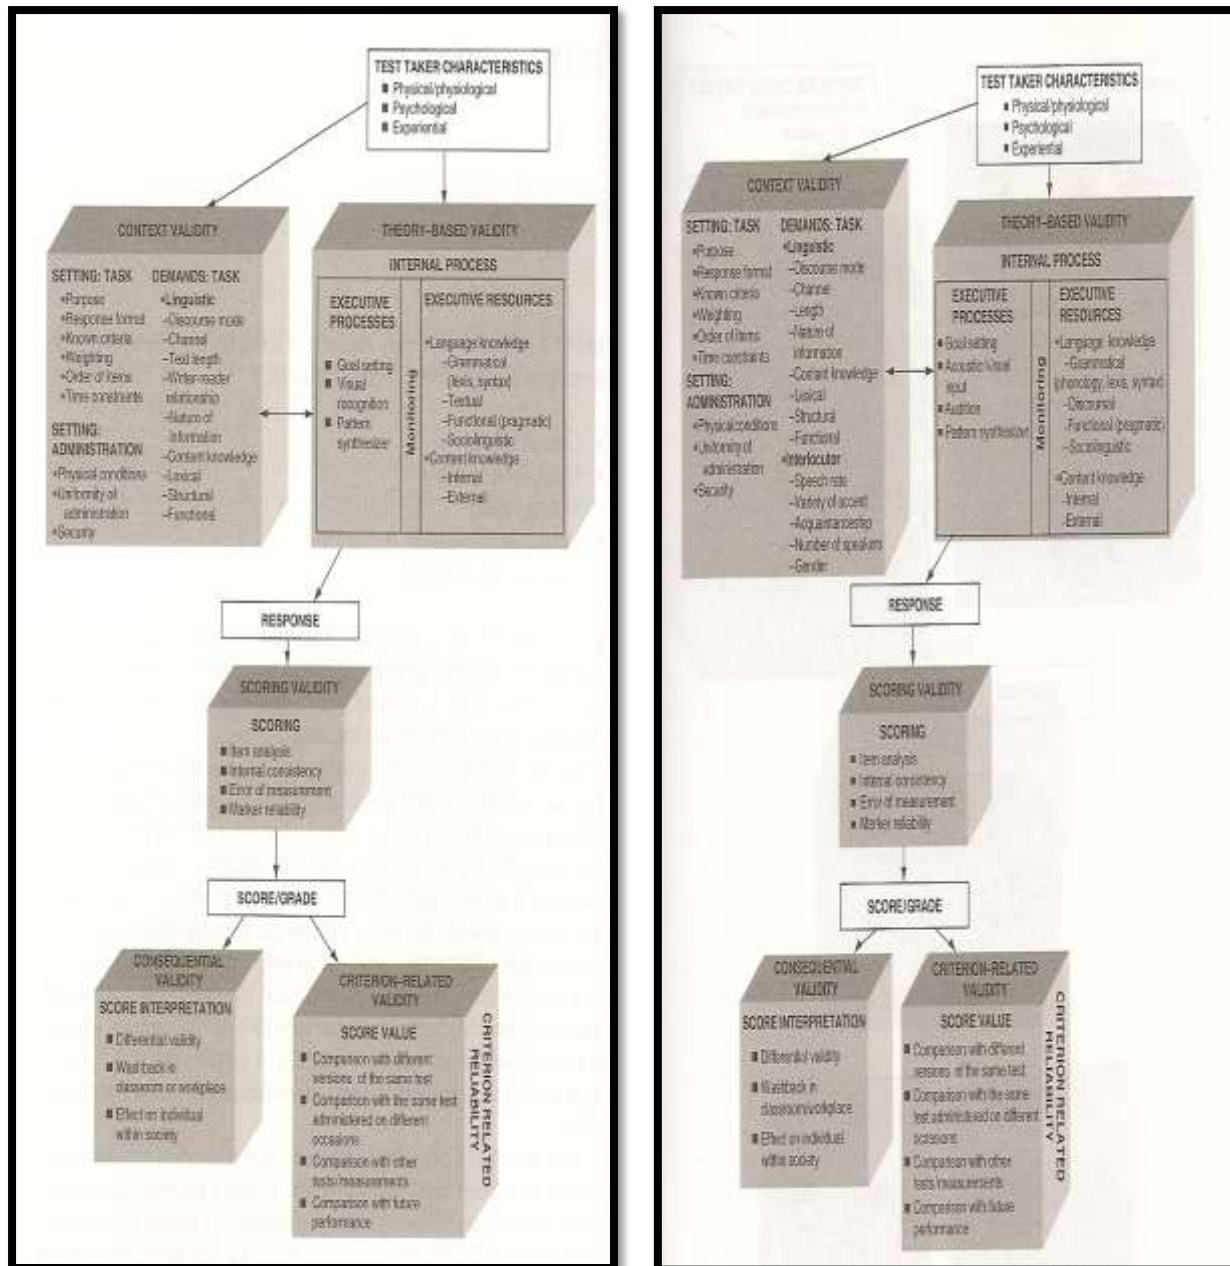 TEST TAKER CHARACTERISTICS
■ Physical/physiological
■ Psychological
■ Experiential
CONTEXT VALIDITY
SETTING: TASK
•Purpose
•Response format
•Known criteria
•Weighting
•Order of items
•Time constraints
SETTING:
ADMINISTRATION
•Physical conditions
•Uniformity of
administration
•Security
DEMANDS: TASK
•Linguistic
–Discourse mode
–Channel
–Text length
–Writer-reader
relationship
–Nature of
information
–Content knowledge
–Lexical
–Structural
–Functional
THEORY–BASED VALIDITY
INTERNAL PROCESS
EXECUTIVE
PROCESSES
■ Goal setting
■ Visual
recognition
■ Pattern
synthesizer
Monitoring
EXECUTIVE RESOURCES
•Language knowledge
–Grammatical
(lexis, syntax)
–Textual
–Functional (pragmatic)
–Sociolinguistic
•Content knowledge
–Internal
–External
RESPONSE
SCORING VALIDITY
SCORING
■ Item analysis
■ Internal consistency
■ Error of measurement
■ Marker reliability
SCORE/GRADE
CONSEQUENTIAL
VALIDITY
SCORE INTERPRETATION
■ Differential validity
■ Washback in
classroom or workplace
■ Effect on individual
within society
CRITERION–RELATED
VALIDITY
SCORE VALUE
■ Comparison with different
versions of the same test
■ Comparison with the same test
administered on different
occasions
■ Comparison with other
tests/measurements
■ Comparison with future
performance
CRITERION RELATED
RELIABILITY
TEST TAKER CHARACTERISTICS
■ Physical/physiological
■ Psychological
■ Experiential
CONTEXT VALIDITY
SETTING: TASK
•Purpose
•Response format
•Known criteria
•Weighting
•Order of items
•Time constraints
SETTING:
ADMINISTRATION
•Physical conditions
•Uniformity of
administration
•Security
DEMANDS: TASK
•Linguistic
–Discourse mode
–Channel
–Length
–Nature of
information
–Content knowledge
–Lexical
–Structural
–Functional
•Interlocutor
–Speech rate
–Variety of accent
–Acquaintanceship
–Number of speakers
–Gender
THEORY–BASED VALIDITY
INTERNAL PROCESS
EXECUTIVE
PROCESSES
■ Goal setting
■ Acoustic/visual
input
■ Audition
■ Pattern synthesizer
Monitoring
EXECUTIVE
RESOURCES
•Language knowledge
–Grammatical
(phonology, lexis, syntax)
–Discoursal
–Functional (pragmatic)
–Sociolinguistic
•Content knowledge
–Internal
–External
RESPONSE
SCORING VALIDITY
SCORING
■ Item analysis
■ Internal consistency
■ Error of measurement
■ Marker reliability
SCORE/GRADE
CONSEQUENTIAL
VALIDITY
SCORE INTERPRETATION
■ Differential validity
■ Washback in
classroom/workplace
■ Effect on individual
within society
CRITERION–RELATED
VALIDITY
SCORE VALUE
■ Comparison with different
versions of the same test
■ Comparison with the same
test administered on different
occasions
■ Comparison with other
tests/measurements
■ Comparison with future
performance
CRITERION RELATED
RELIABILITY